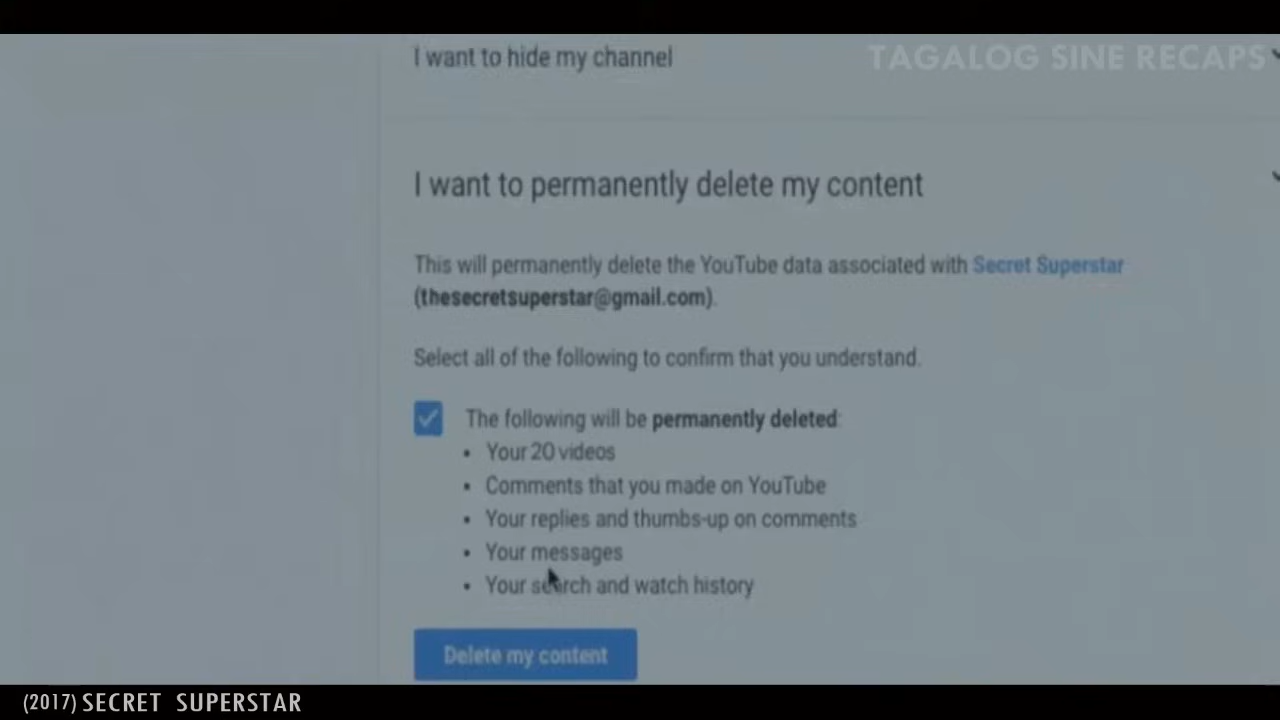 I want to hide my channel
TAGALOG SINE RECAPS
I want to permanently delete my content
This will permanently delete the YouTube data associated with Secret Superstar
(thesecretsuperstar@gmail.com).
Select all of the following to confirm that you understand.
The following will be permanently deleted:
• Your 20 videos
• Comments that you made on YouTube
• Your replies and thumbs-up on comments
• Your messages
• Your search and watch history
Delete my content
(2017) SECRET SUPERSTAR